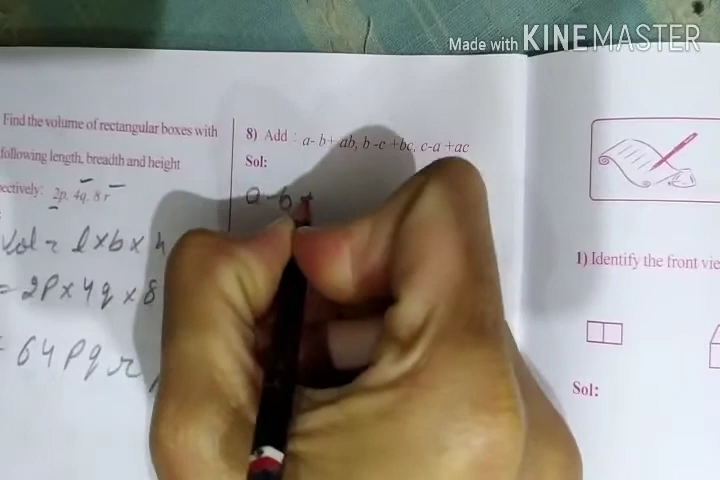 Made with KINEMASTER
Find the volume of rectangular boxes with
following length, breadth and height
ectively: 2p, 4q, 8r
Vol = l×b×h
= 2P×4q×8
= 64Pqr
8) Add : a- b+ ab, b -c +bc, c-a +ac
Sol:
a-b+
1) Identify the front vie
Sol: